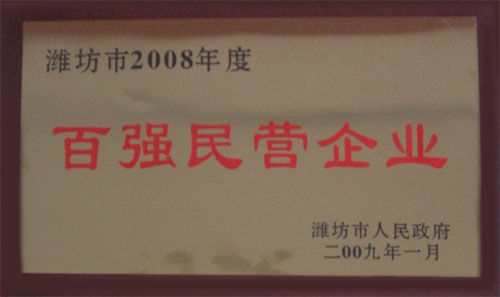 潍坊市2008年度
百强民营企业
潍坊市人民政府
二00九年一月